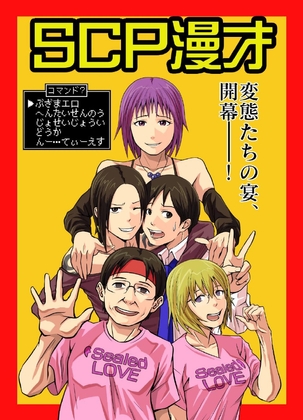 SCP漫才
コマンド?
▶ぷぎまエロ
へんたいせんのう
じょせいじょうい
どうか
んー…てぃーえす
変態たちの宴、
開幕――!
Sealed
LOVE
Sealed
LOVE